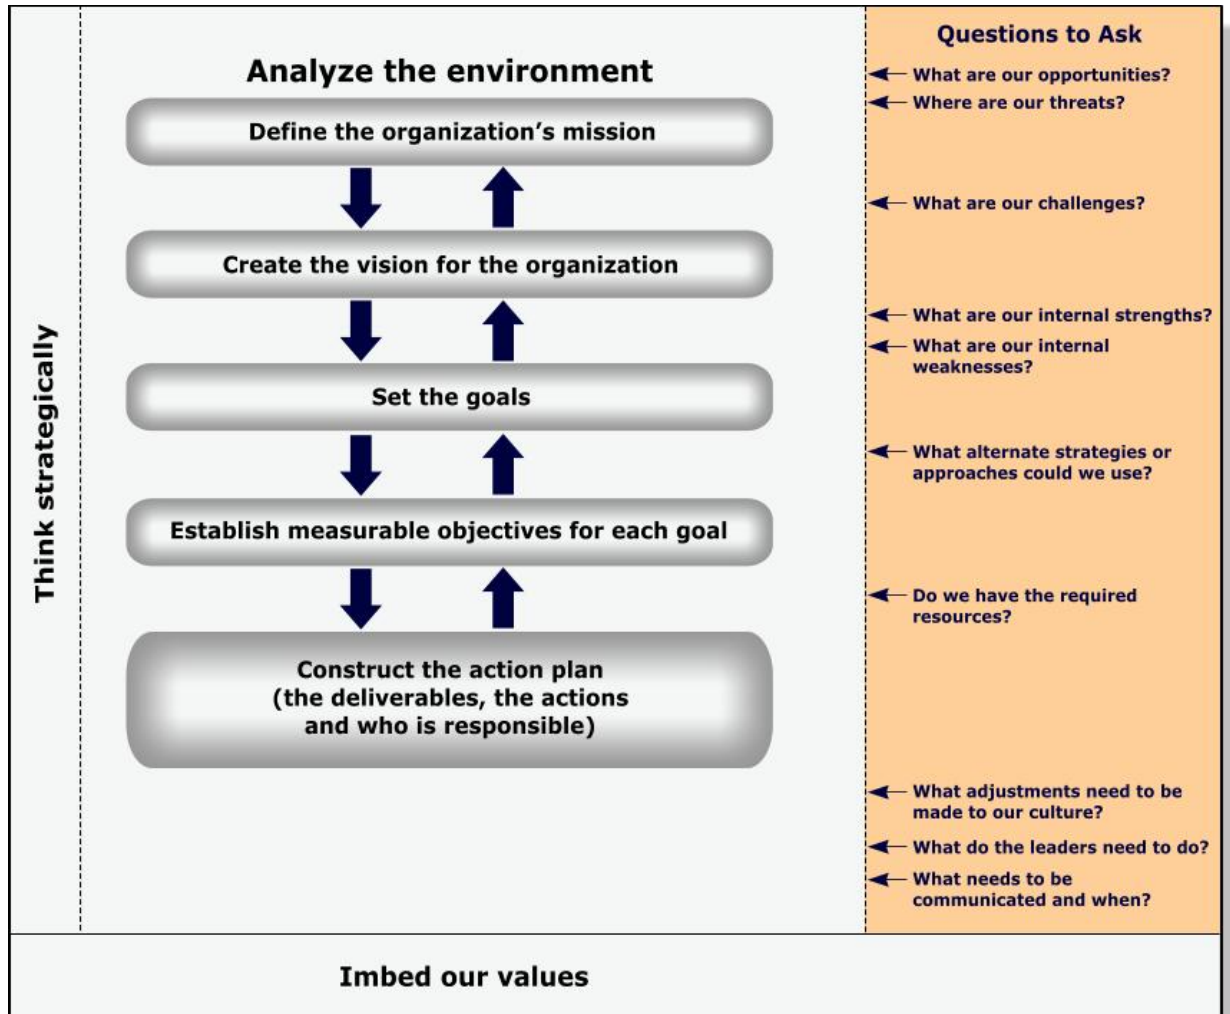 Think strategically
Analyze the environment
Define the organization’s mission
Create the vision for the organization
Set the goals
Establish measurable objectives for each goal
Construct the action plan
(the deliverables, the actions
and who is responsible)
Questions to Ask
What are our opportunities?
Where are our threats?
What are our challenges?
What are our internal strengths?
What are our internal
weaknesses?
What alternate strategies or
approaches could we use?
Do we have the required
resources?
What adjustments need to be
made to our culture?
What do the leaders need to do?
What needs to be
communicated and when?
Imbed our values